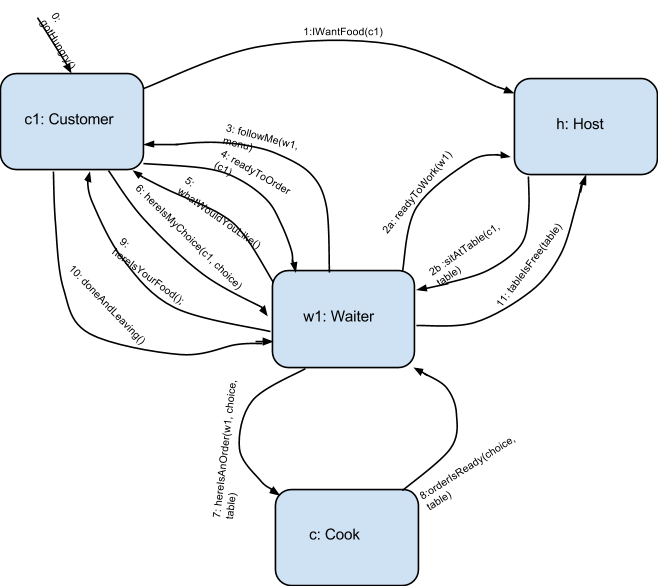 0:
gotHungry()
1:IWantFood(c1)
c1: Customer
h: Host
3: followMe(w1,
menu)
4: readyToOrder
(c1)
5:
whatWouldYouLike()
6: hereIsMyChoice(c1, choice)
2a: readyToWork(w1)
2b :sitAtTable(c1,
table)
11: tableIsFree(table)
9:
hereIsYourFood();
10: doneAndLeaving()
w1: Waiter
7: hereIsAnOrder(w1, choice,
table)
8:orderIsReady(choice,
table)
c: Cook